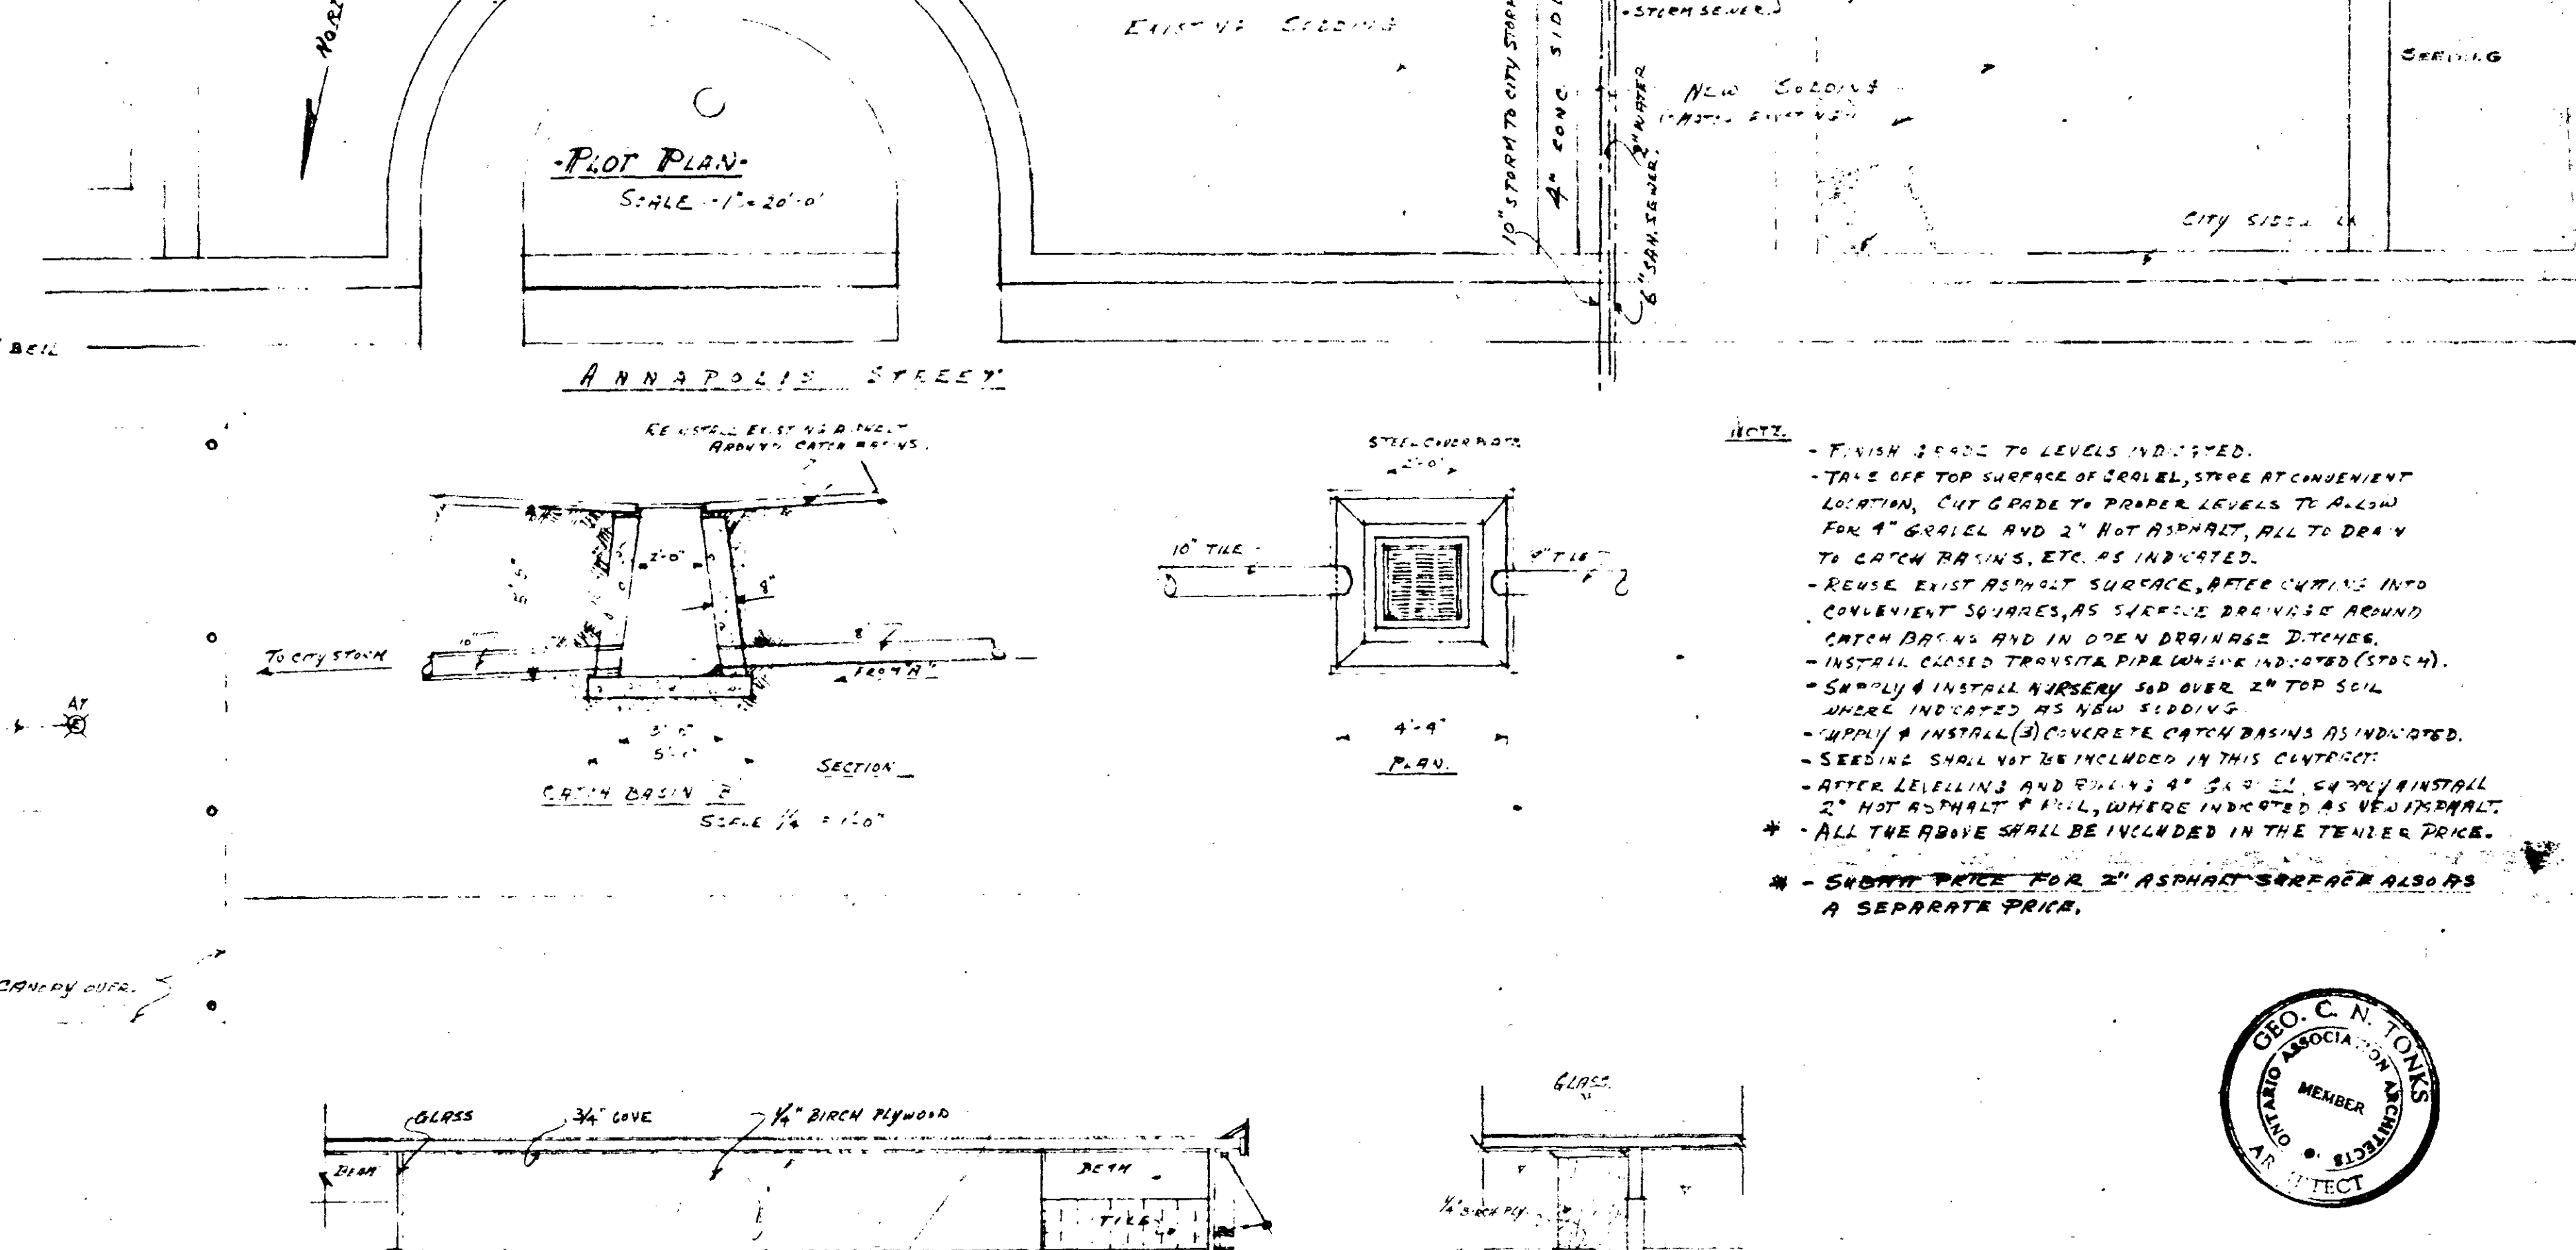 EXISTING SODDING
10" STORM TO CITY STORM
4" CONC SID
-STORM SEWER.
2" WATER
6" SAN. SEWER.
NEW SODDING
SEEDING
CITY
-PLOT PLAN-
SCALE -1"= 20'-0"
BELL
ANNAPOLIS STREET
EXISTING
AROUND CATCH BASINS.
2'-0"
8"
10"
8"
TO CITY STORM
FROM "A"
5'-0"
SECTION
CATCH BASIN B
SCALE 1/4" = 1'-0"
STEEL COVER PLATE
2'-0"
10" TILE
4'-4"
PLAN.
NOTE.
- FINISH GRADE TO LEVELS INDICATED.
- TAKE OFF TOP SURFACE OF GRAVEL, STORE AT CONVENIENT
LOCATION, CUT GRADE TO PROPER LEVELS TO ALLOW
FOR 4" GRAVEL AND 2" HOT ASPHALT, ALL TO DRAIN
TO CATCH BASINS, ETC. AS INDICATED.
- REUSE EXIST ASPHALT SURFACE, AFTER CUTTING INTO
CONVENIENT SQUARES, AS SURFACE DRAINAGE AROUND
CATCH BASINS AND IN OPEN DRAINAGE DITCHES.
- INSTALL CLOSED TRANSITE PIPE WHERE INDICATED (STORM).
- SUPPLY & INSTALL NURSERY SOD OVER 2" TOP SOIL
WHERE INDICATED AS NEW SODDING.
- SUPPLY & INSTALL (3) CONCRETE CATCH BASINS AS INDICATED.
- SEEDING SHALL NOT BE INCLUDED IN THIS CONTRACT.
- AFTER LEVELLING AND ROLLING 4" GRAVEL, SUPPLY & INSTALL
2" HOT ASPHALT & ROLL, WHERE INDICATED AS NEW ASPHALT.
* - ALL THE ABOVE SHALL BE INCLUDED IN THE TENDER PRICE.
* - SUBMIT PRICE FOR 2" ASPHALT SURFACE ALSO AS
A SEPARATE PRICE.
CANOPY OVER.
GLASS
3/4" COVE
1/4" BIRCH PLYWOOD
BEAM
BEAM
TILE
GLASS.
1/4" BIRCH PLY.
GEO. C. N. TONKS
ONTARIO ASSOCIATION ARCHITECTS
MEMBER